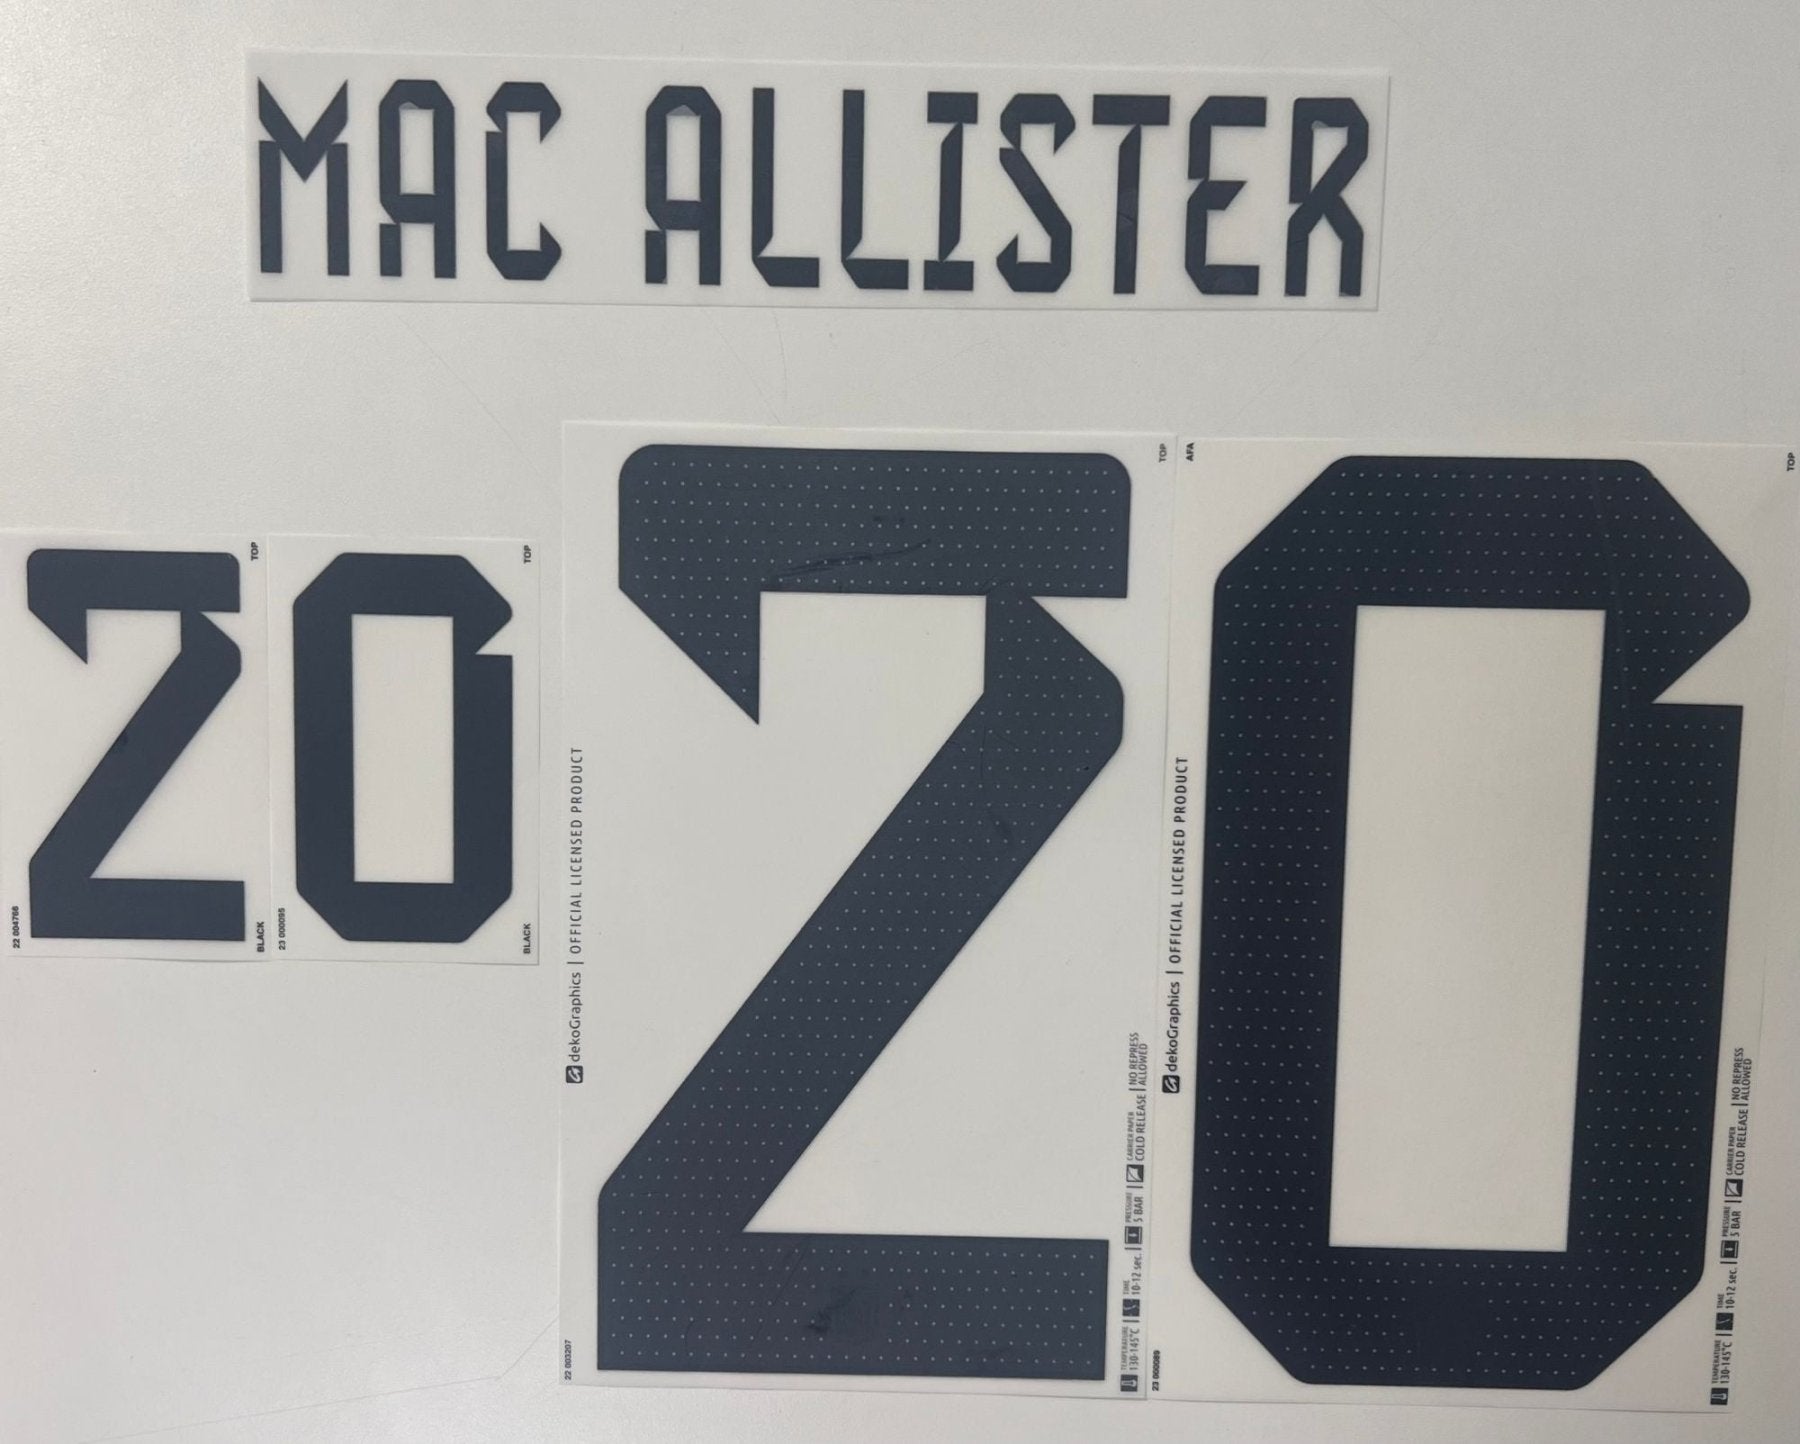 MAC ALLISTER
20
TOP
22 004766
BLACK
TOP
23 000095
BLACK
20
TOP
dekoGraphics | OFFICIAL LICENSED PRODUCT
22 003207
TEMPERATURE 130-145°C | TIME 10-12 sec. | PRESSURE 5 BAR | CARRIER PAPER COLD RELEASE | NO REPRESS ALLOWED
AFA
TOP
dekoGraphics | OFFICIAL LICENSED PRODUCT
23 000089
TEMPERATURE 130-145°C | TIME 10-12 sec. | PRESSURE 5 BAR | CARRIER PAPER COLD RELEASE | NO REPRESS ALLOWED